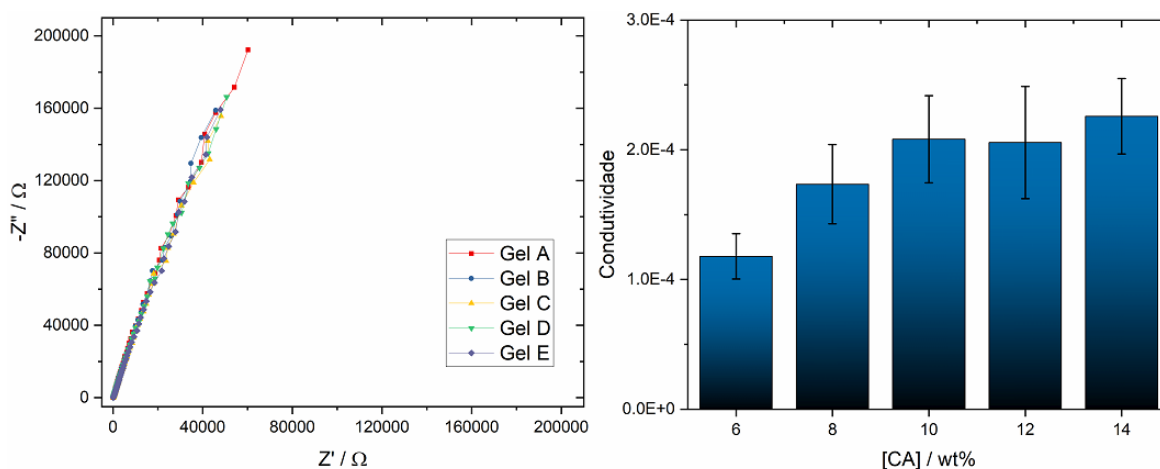 200000
160000
120000
80000
40000
0
-Z" / Ω
Gel A
Gel B
Gel C
Gel D
Gel E
0 40000 80000 120000 160000 200000
Z' / Ω
3.0E-4
2.0E-4
1.0E-4
0.0E+0
Condutividade
6 8 10 12 14
[CA] / wt%